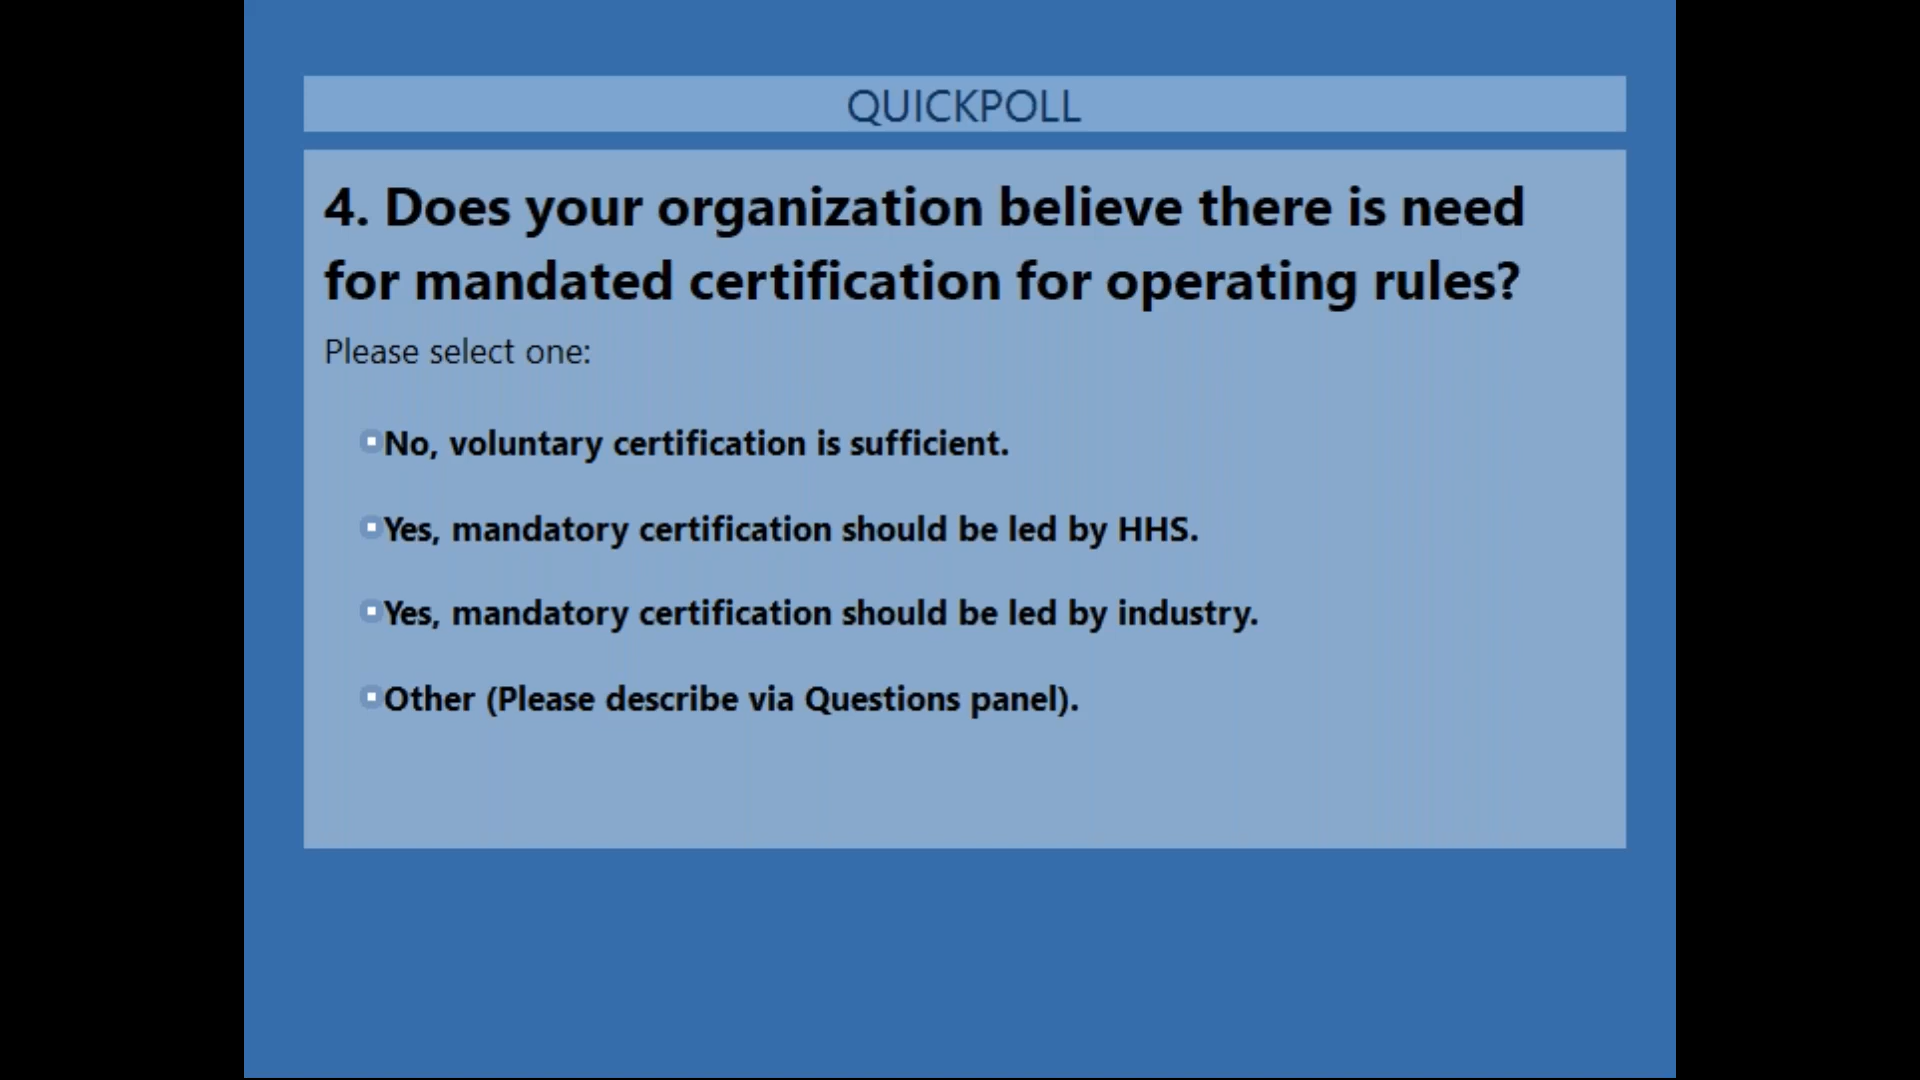 QUICKPOLL
4. Does your organization believe there is need
for mandated certification for operating rules?
Please select one:
No, voluntary certification is sufficient.
Yes, mandatory certification should be led by HHS.
Yes, mandatory certification should be led by industry.
Other (Please describe via Questions panel).